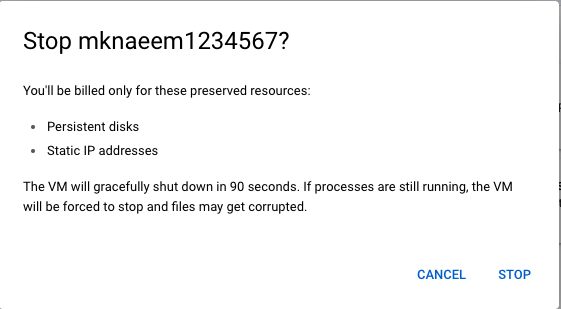 Stop mknaeem1234567?
You'll be billed only for these preserved resources:
Persistent disks
Static IP addresses
The VM will gracefully shut down in 90 seconds. If processes are still running, the VM
will be forced to stop and files may get corrupted.
CANCEL STOP